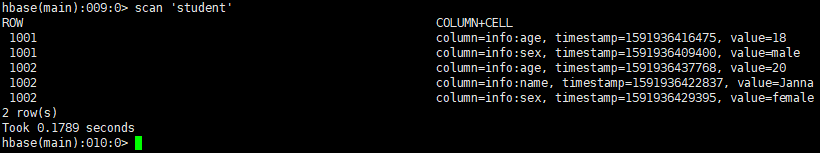 hbase(main):009:0> scan 'student'
ROW COLUMN+CELL
1001 column=info:age, timestamp=1591936416475, value=18
1001 column=info:sex, timestamp=1591936409400, value=male
1002 column=info:age, timestamp=1591936437768, value=20
1002 column=info:name, timestamp=1591936422837, value=Janna
1002 column=info:sex, timestamp=1591936429395, value=female
2 row(s)
Took 0.1789 seconds
hbase(main):010:0>